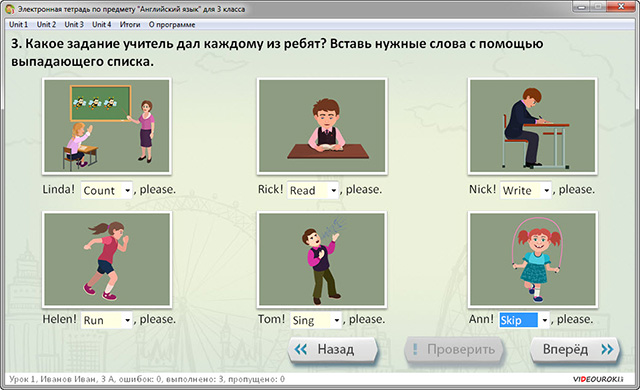 Электронная тетрадь по предмету "Английский язык" для 3 класса
Unit 1 Unit 2 Unit 3 Unit 4 Итоги О программе
3. Какое задание учитель дал каждому из ребят? Вставь нужные слова с помощью
выпадающего списка.
Linda! Count , please. Rick! Read , please. Nick! Write , please.
Helen! Run , please. Tom! Sing , please. Ann! Skip , please.
Назад ! Проверить Вперёд
Урок 1, Иванов Иван, 3 А, ошибок: 0, выполнено: 3, пропущено: 0 VIDEOUROKI